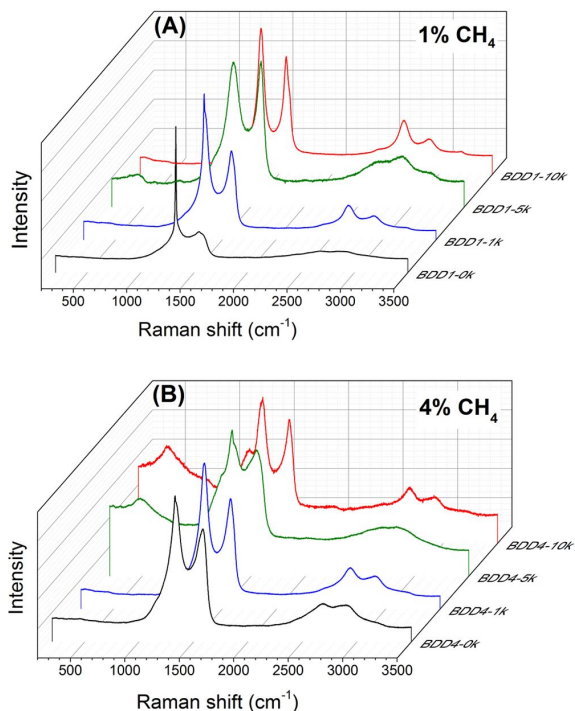 (A)
1% CH₄
Intensity
BDD1-10k
BDD1-5k
BDD1-1k
BDD1-0k
500 1000 1500 2000 2500 3000 3500
Raman shift (cm⁻¹)
(B)
4% CH₄
Intensity
BDD4-10k
BDD4-5k
BDD4-1k
BDD4-0k
500 1000 1500 2000 2500 3000 3500
Raman shift (cm⁻¹)